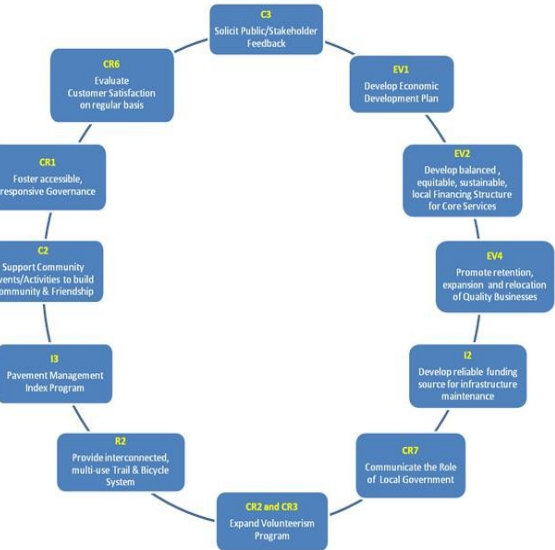 C3
Solicit Public/Stakeholder
Feedback
EV1
Develop Economic
Development Plan
EV2
Develop balanced ,
equitable, sustainable,
local Financing Structure
for Core Services
EV4
Promote retention,
expansion and relocation
of Quality Businesses
I2
Develop reliable funding
source for infrastructure
maintenance
CR7
Communicate the Role
of Local Government
CR2 and CR3
Expand Volunteerism
Program
R2
Provide interconnected,
multi-use Trail & Bicycle
System
I3
Pavement Management
Index Program
C2
Support Community
vents/Activities to build
ommunity & Friendship
CR1
Foster accessible,
responsive Governance
CR6
Evaluate
Customer Satisfaction
on regular basis